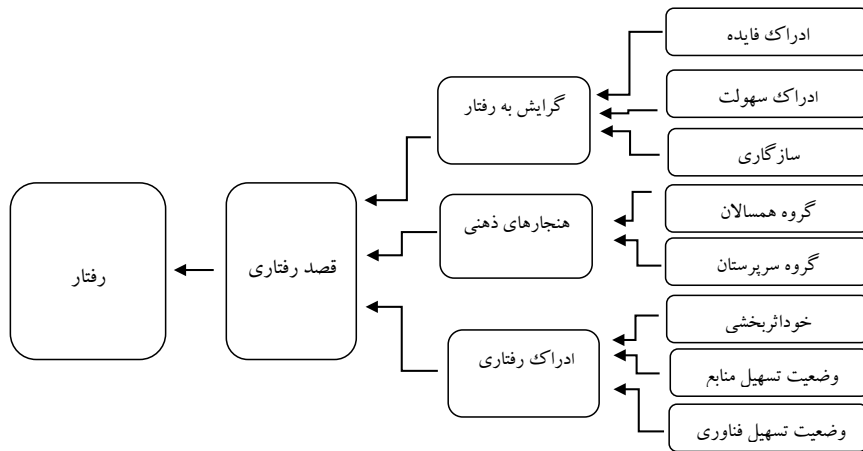 ادراک فایده
ادراک سهولت
سازگاری
گروه همسالان
گروه سرپرستان
خوداثربخشی
وضعیت تسهیل منابع
وضعیت تسهیل فناوری
گرایش به رفتار
هنجارهای ذهنی
ادراک رفتاری
قصد رفتاری
رفتار